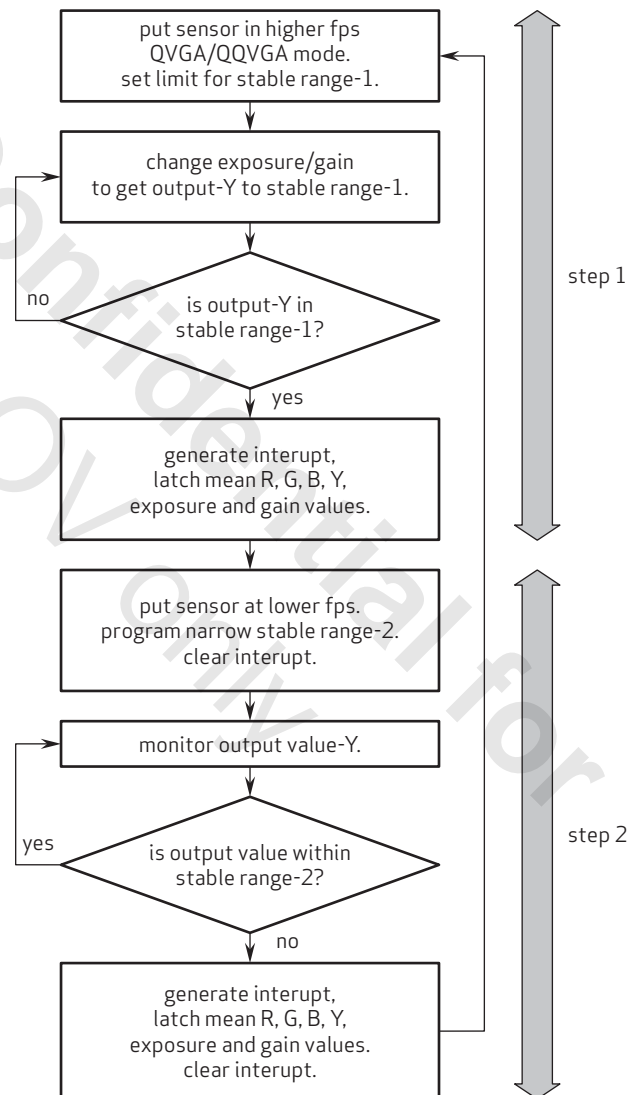 put sensor in higher fps
QVGA/QQVGA mode.
set limit for stable range-1.
change exposure/gain
to get output-Y to stable range-1.
no
is output-Y in
stable range-1?
yes
step 1
generate interupt,
latch mean R, G, B, Y,
exposure and gain values.
put sensor at lower fps.
program narrow stable range-2.
clear interupt.
monitor output value-Y.
yes
is output value within
stable range-2?
step 2
no
generate interupt,
latch mean R, G, B, Y,
exposure and gain values.
clear interupt.
confidential for
OV only